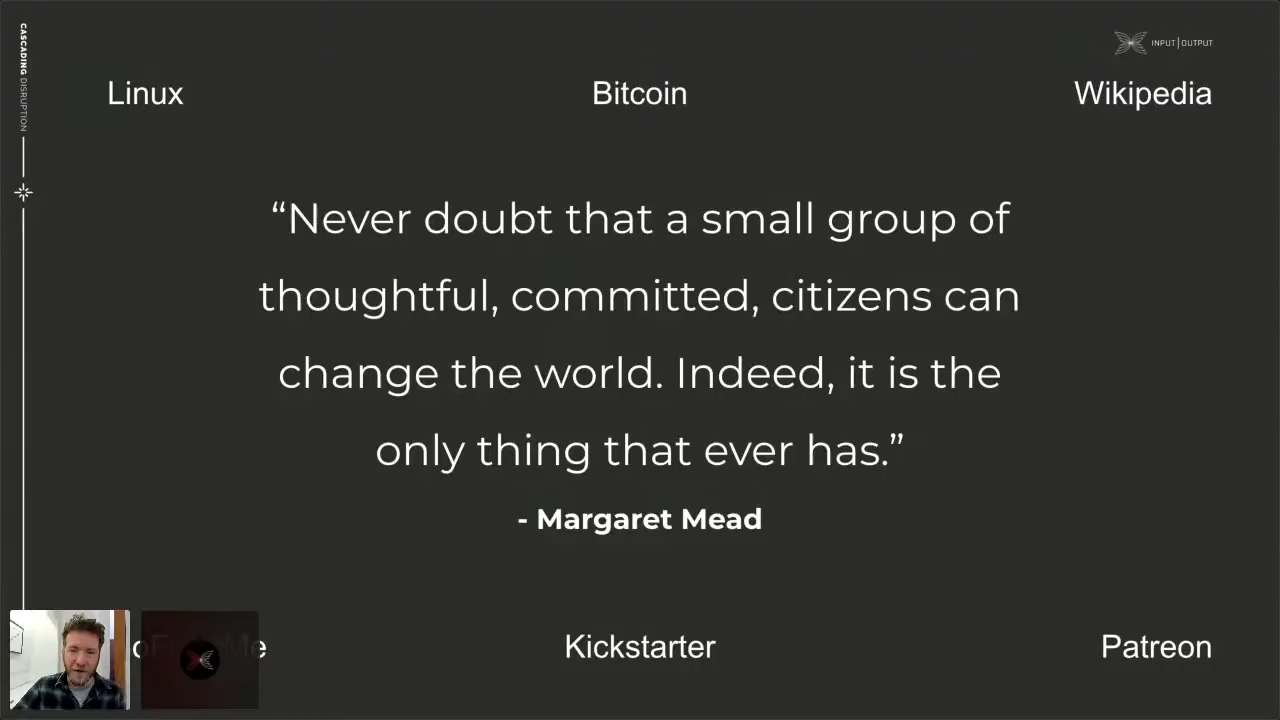 CASCADING DISRUPTION
INPUT|OUTPUT
Linux
Bitcoin
Wikipedia
“Never doubt that a small group of
thoughtful, committed, citizens can
change the world. Indeed, it is the
only thing that ever has.”
- Margaret Mead
Kickstarter
Patreon